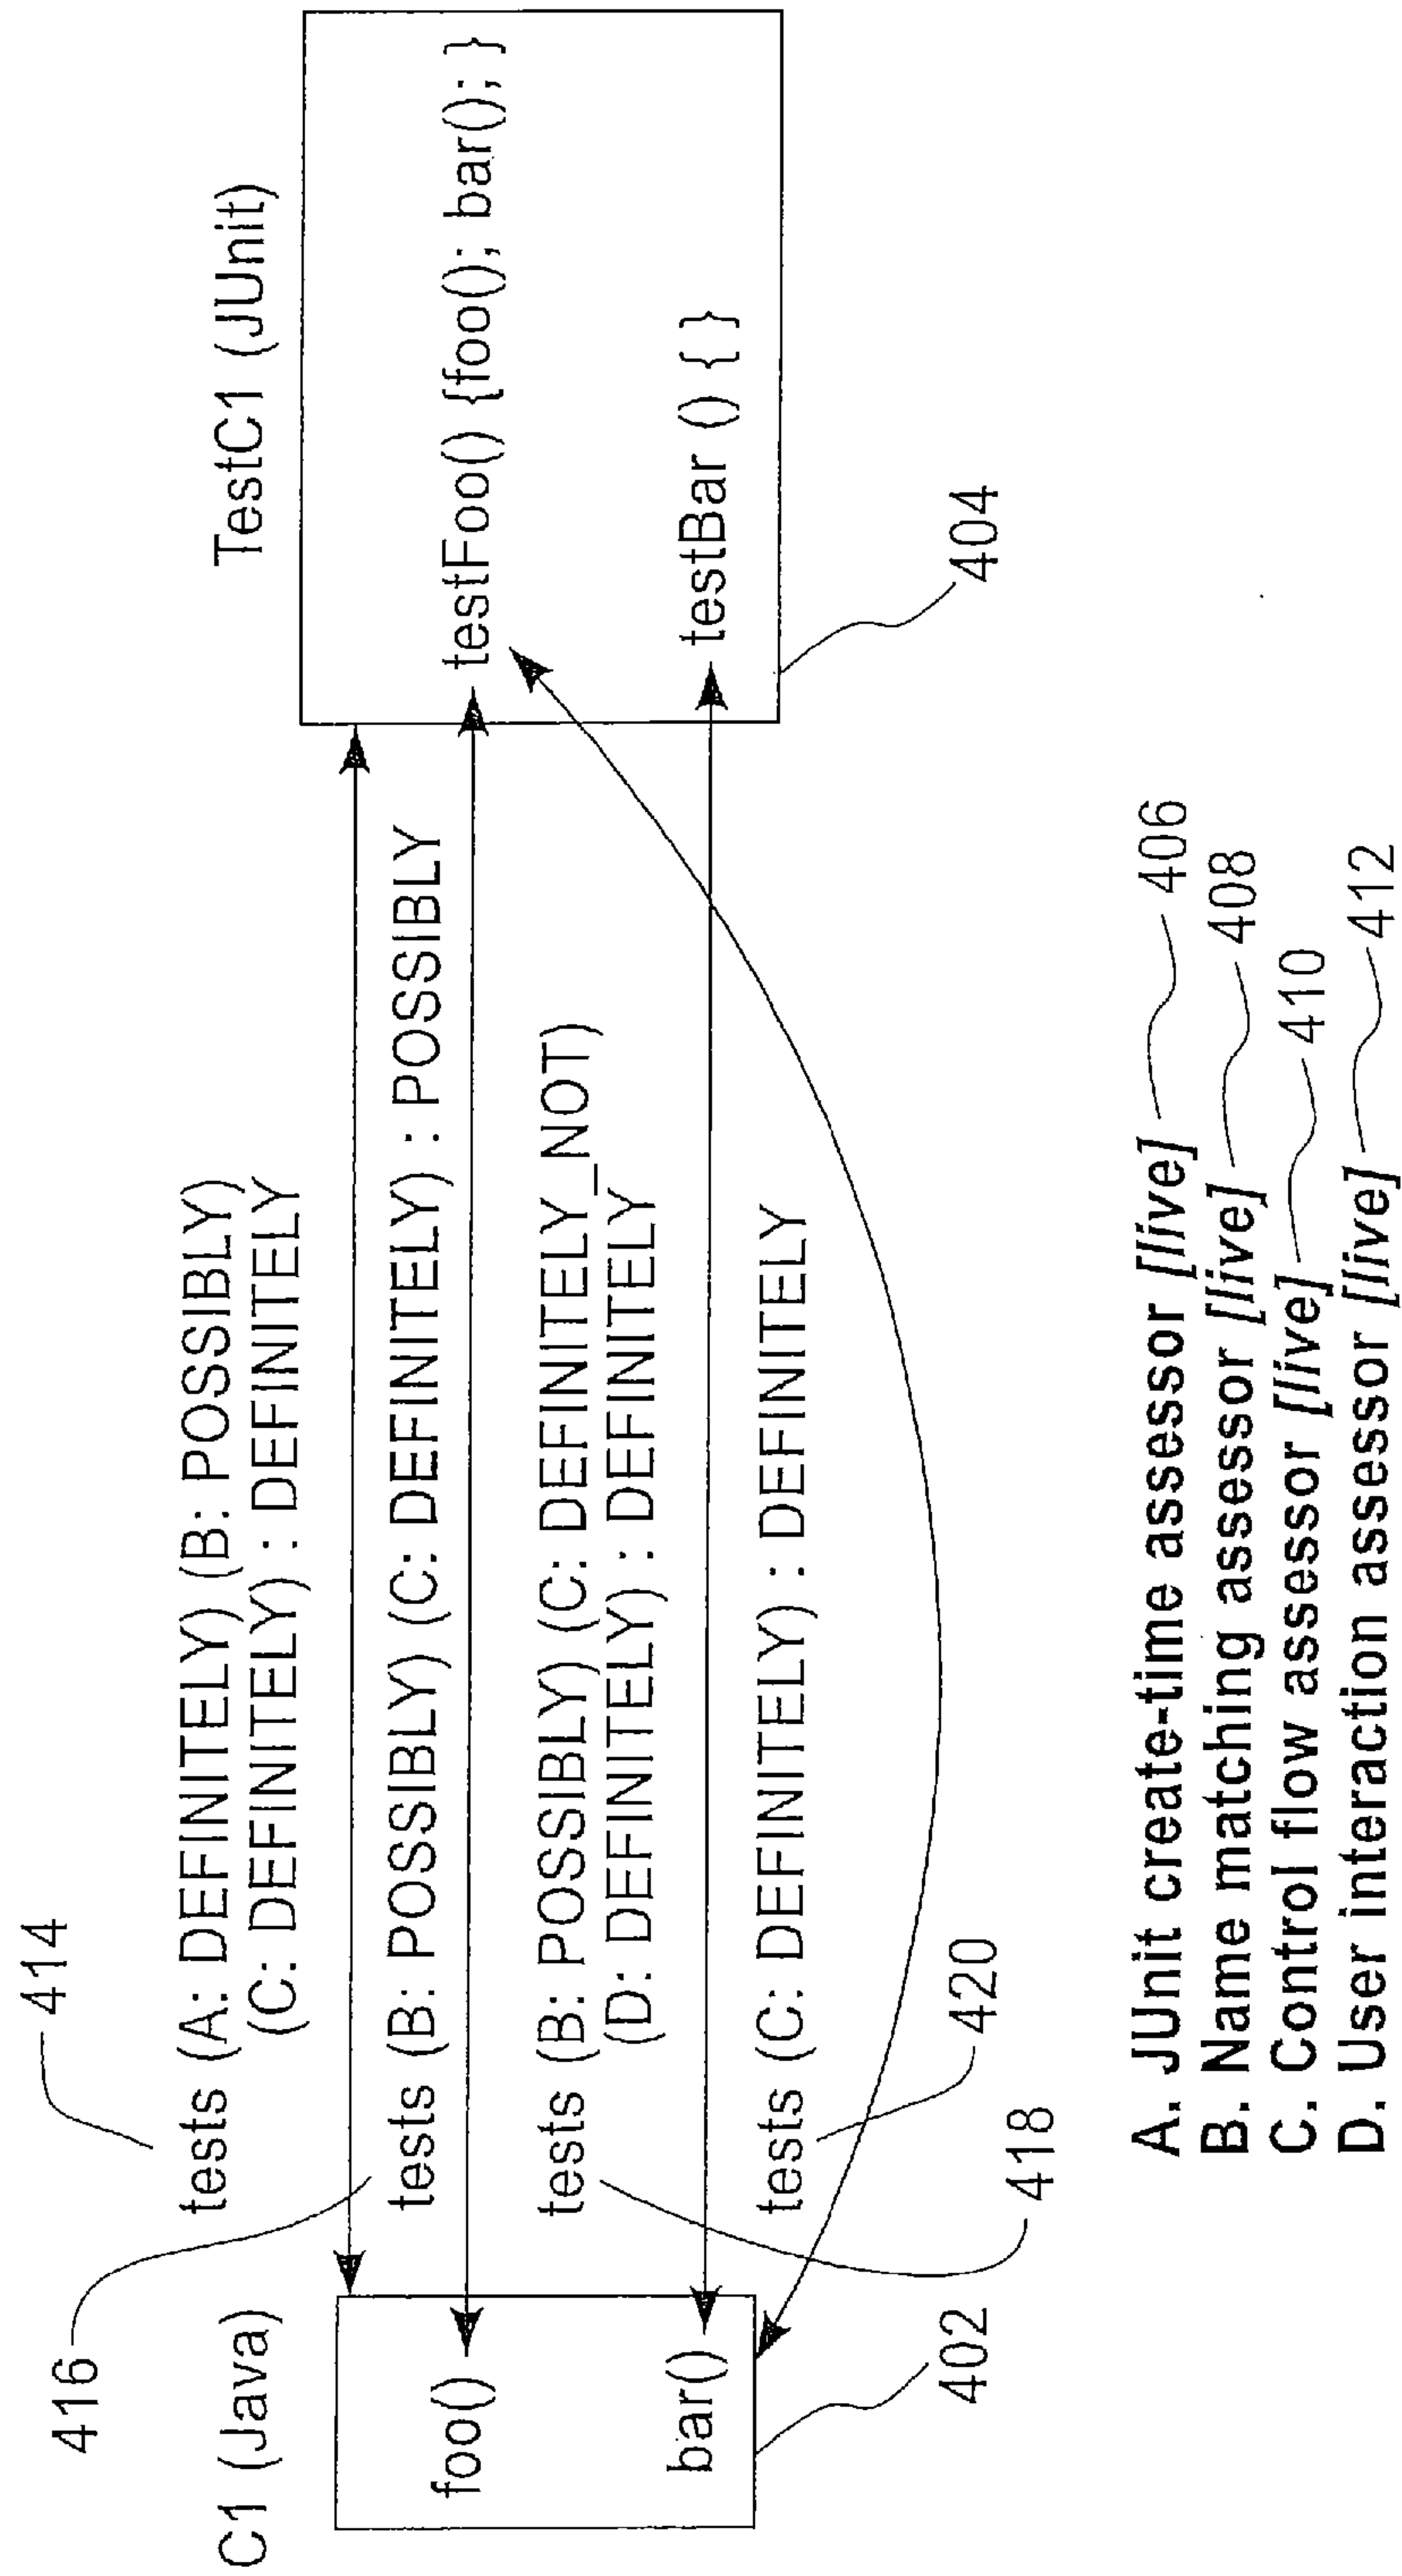 414
416
C1 (Java)
TestC1 (JUnit)
tests (A: DEFINITELY) (B: POSSIBLY)
(C: DEFINITELY) : DEFINITELY
tests (B: POSSIBLY) (C: DEFINITELY) : POSSIBLY
foo()
testFoo() {foo(); bar(); }
tests (B: POSSIBLY) (C: DEFINITELY_NOT)
(D: DEFINITELY) : DEFINITELY
bar()
testBar () { }
tests (C: DEFINITELY) : DEFINITELY
402
420
404
418
A. JUnit create-time assessor [live] 406
B. Name matching assessor [live] 408
C. Control flow assessor [live] 410
D. User interaction assessor [live] 412